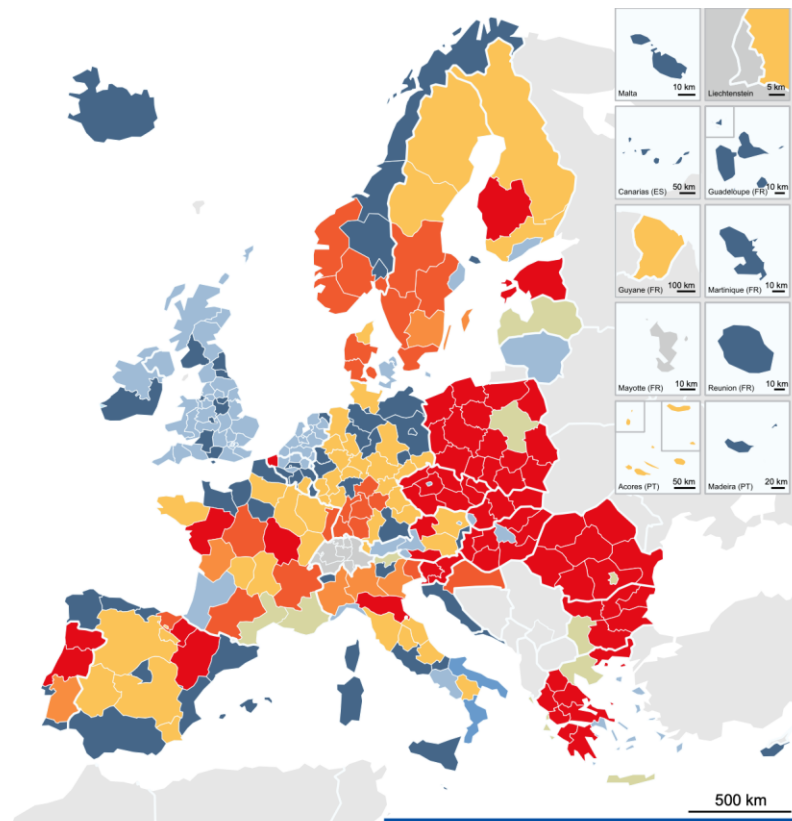 Malta
10 km
Liechtenstein
5 km
Canarias (ES)
50 km
Guadeloupe (FR)
10 km
Guyane (FR)
100 km
Martinique (FR)
10 km
Mayotte (FR)
10 km
Reunion (FR)
10 km
Acores (PT)
50 km
Madeira (PT)
20 km
500 km